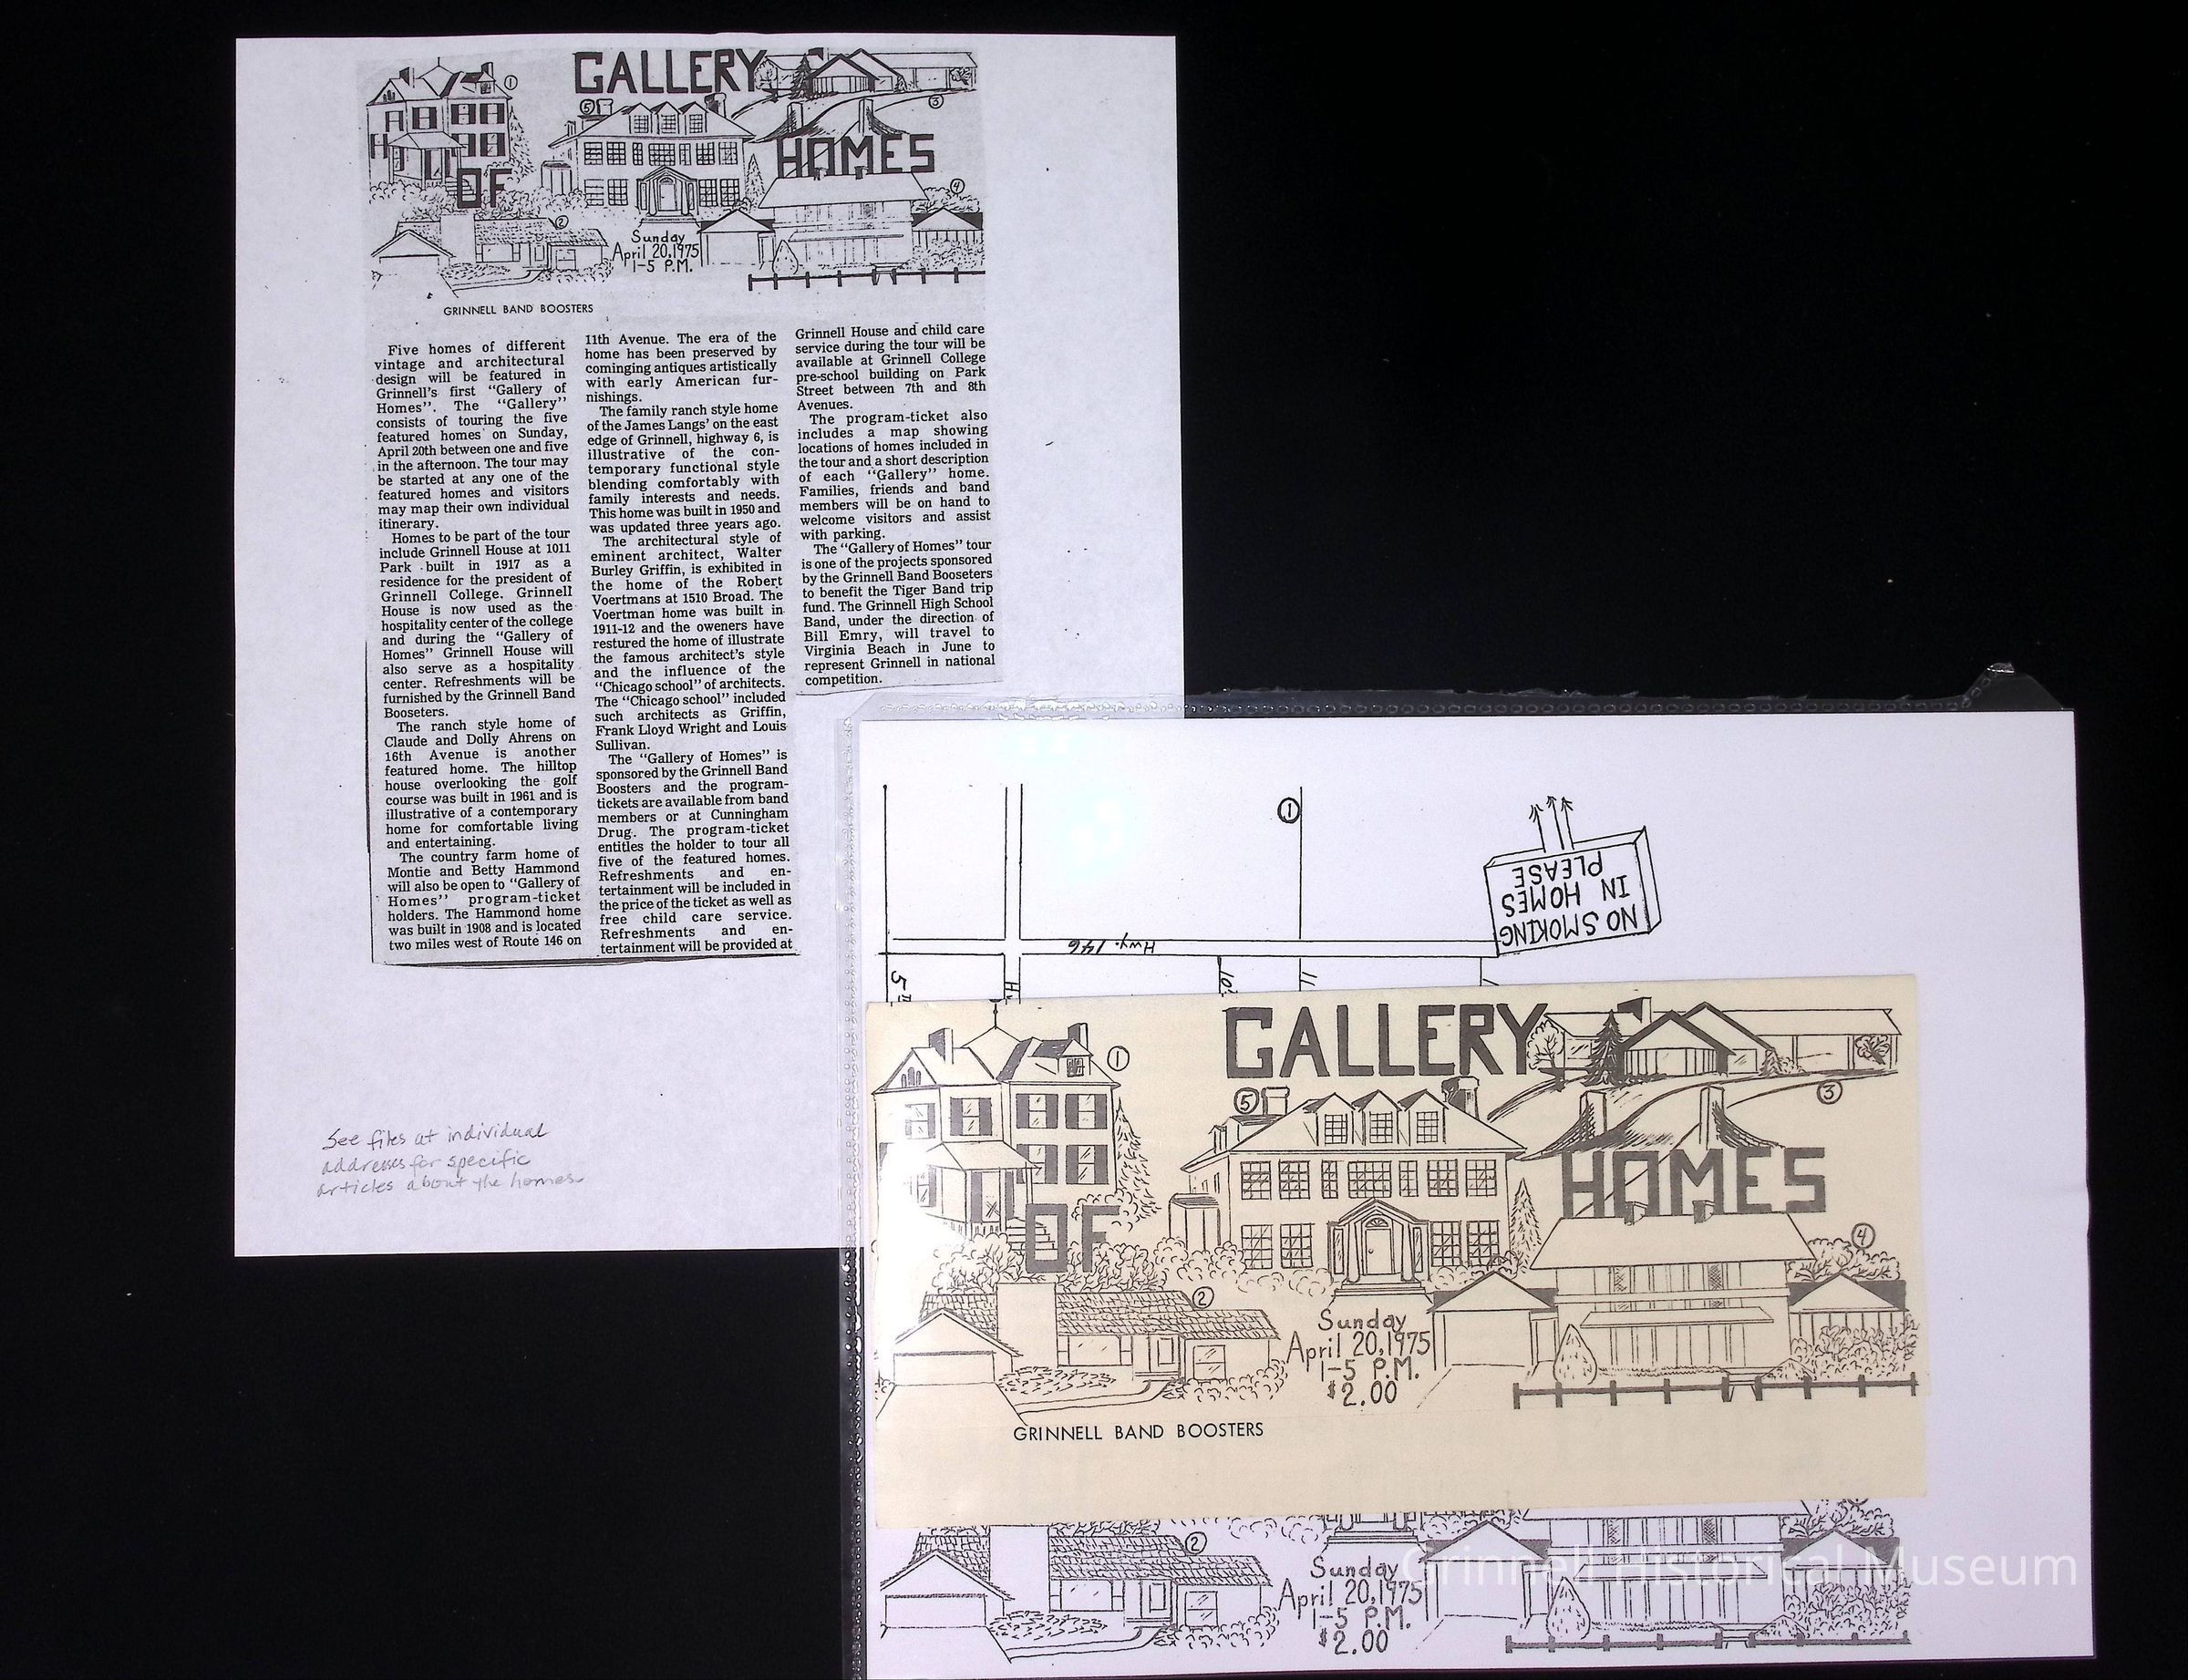 GALLERY
OF
HOMES
1
5
3
4
2
Sunday
April 20,1975
1-5 P.M.
GRINNELL BAND BOOSTERS
Five homes of different
vintage and architectural
design will be featured in
Grinnell's first "Gallery of
Homes". The "Gallery"
consists of touring the five
featured homes on Sunday,
April 20th between one and five
in the afternoon. The tour may
be started at any one of the
featured homes and visitors
may map their own individual
itinerary.
Homes to be part of the tour
include Grinnell House at 1011
Park built in 1917 as a
residence for the president of
Grinnell College. Grinnell
House is now used as the
hospitality center of the college
and during the "Gallery of
Homes" Grinnell House will
also serve as a hospitality
center. Refreshments will be
furnished by the Grinnell Band
Booseters.
The ranch style home of
Claude and Dolly Ahrens on
16th Avenue is another
featured home. The hilltop
house overlooking the golf
course was built in 1961 and is
illustrative of a contemporary
home for comfortable living
and entertaining.
The country farm home of
Montie and Betty Hammond
will also be open to "Gallery of
Homes" program-ticket
holders. The Hammond home
was built in 1908 and is located
two miles west of Route 146 on
11th Avenue. The era of the
home has been preserved by
cominging antiques artistically
with early American fur-
nishings.
The family ranch style home
of the James Langs' on the east
edge of Grinnell, highway 6, is
illustrative of the con-
temporary functional style
blending comfortably with
family interests and needs.
This home was built in 1950 and
was updated three years ago.
The architectural style of
eminent architect, Walter
Burley Griffin, is exhibited in
the home of the Robert
Voertmans at 1510 Broad. The
Voertman home was built in
1911-12 and the oweners have
restured the home of illustrate
the famous architect's style
and the influence of the
"Chicago school" of architects.
The "Chicago school" included
such architects as Griffin,
Frank Lloyd Wright and Louis
Sullivan.
The "Gallery of Homes" is
sponsored by the Grinnell Band
Boosters and the program-
tickets are available from band
members or at Cunningham
Drug. The program-ticket
entitles the holder to tour all
five of the featured homes.
Refreshments and en-
tertainment will be included in
the price of the ticket as well as
free child care service.
Refreshments and en-
tertainment will be provided at
Grinnell House and child care
service during the tour will be
available at Grinnell College
pre-school building on Park
Street between 7th and 8th
Avenues.
The program-ticket also
includes a map showing
locations of homes included in
the tour and a short description
of each "Gallery" home.
Families, friends and band
members will be on hand to
welcome visitors and assist
with parking.
The "Gallery of Homes" tour
is one of the projects sponsored
by the Grinnell Band Booseters
to benefit the Tiger Band trip
fund. The Grinnell High School
Band, under the direction of
Bill Emry, will travel to
Virginia Beach in June to
represent Grinnell in national
competition.
See files at individual
addresses for specific
articles about the homes.
1
NO SMOKING
IN HOMES
PLEASE
Hwy. 146
GALLERY
OF
HOMES
1
5
3
4
2
Sunday
April 20,1975
1-5 P.M.
$2.00
GRINNELL BAND BOOSTERS
2
Sunday
April 20,1975
1-5 P.M.
$2.00
Grinnell Historical Museum